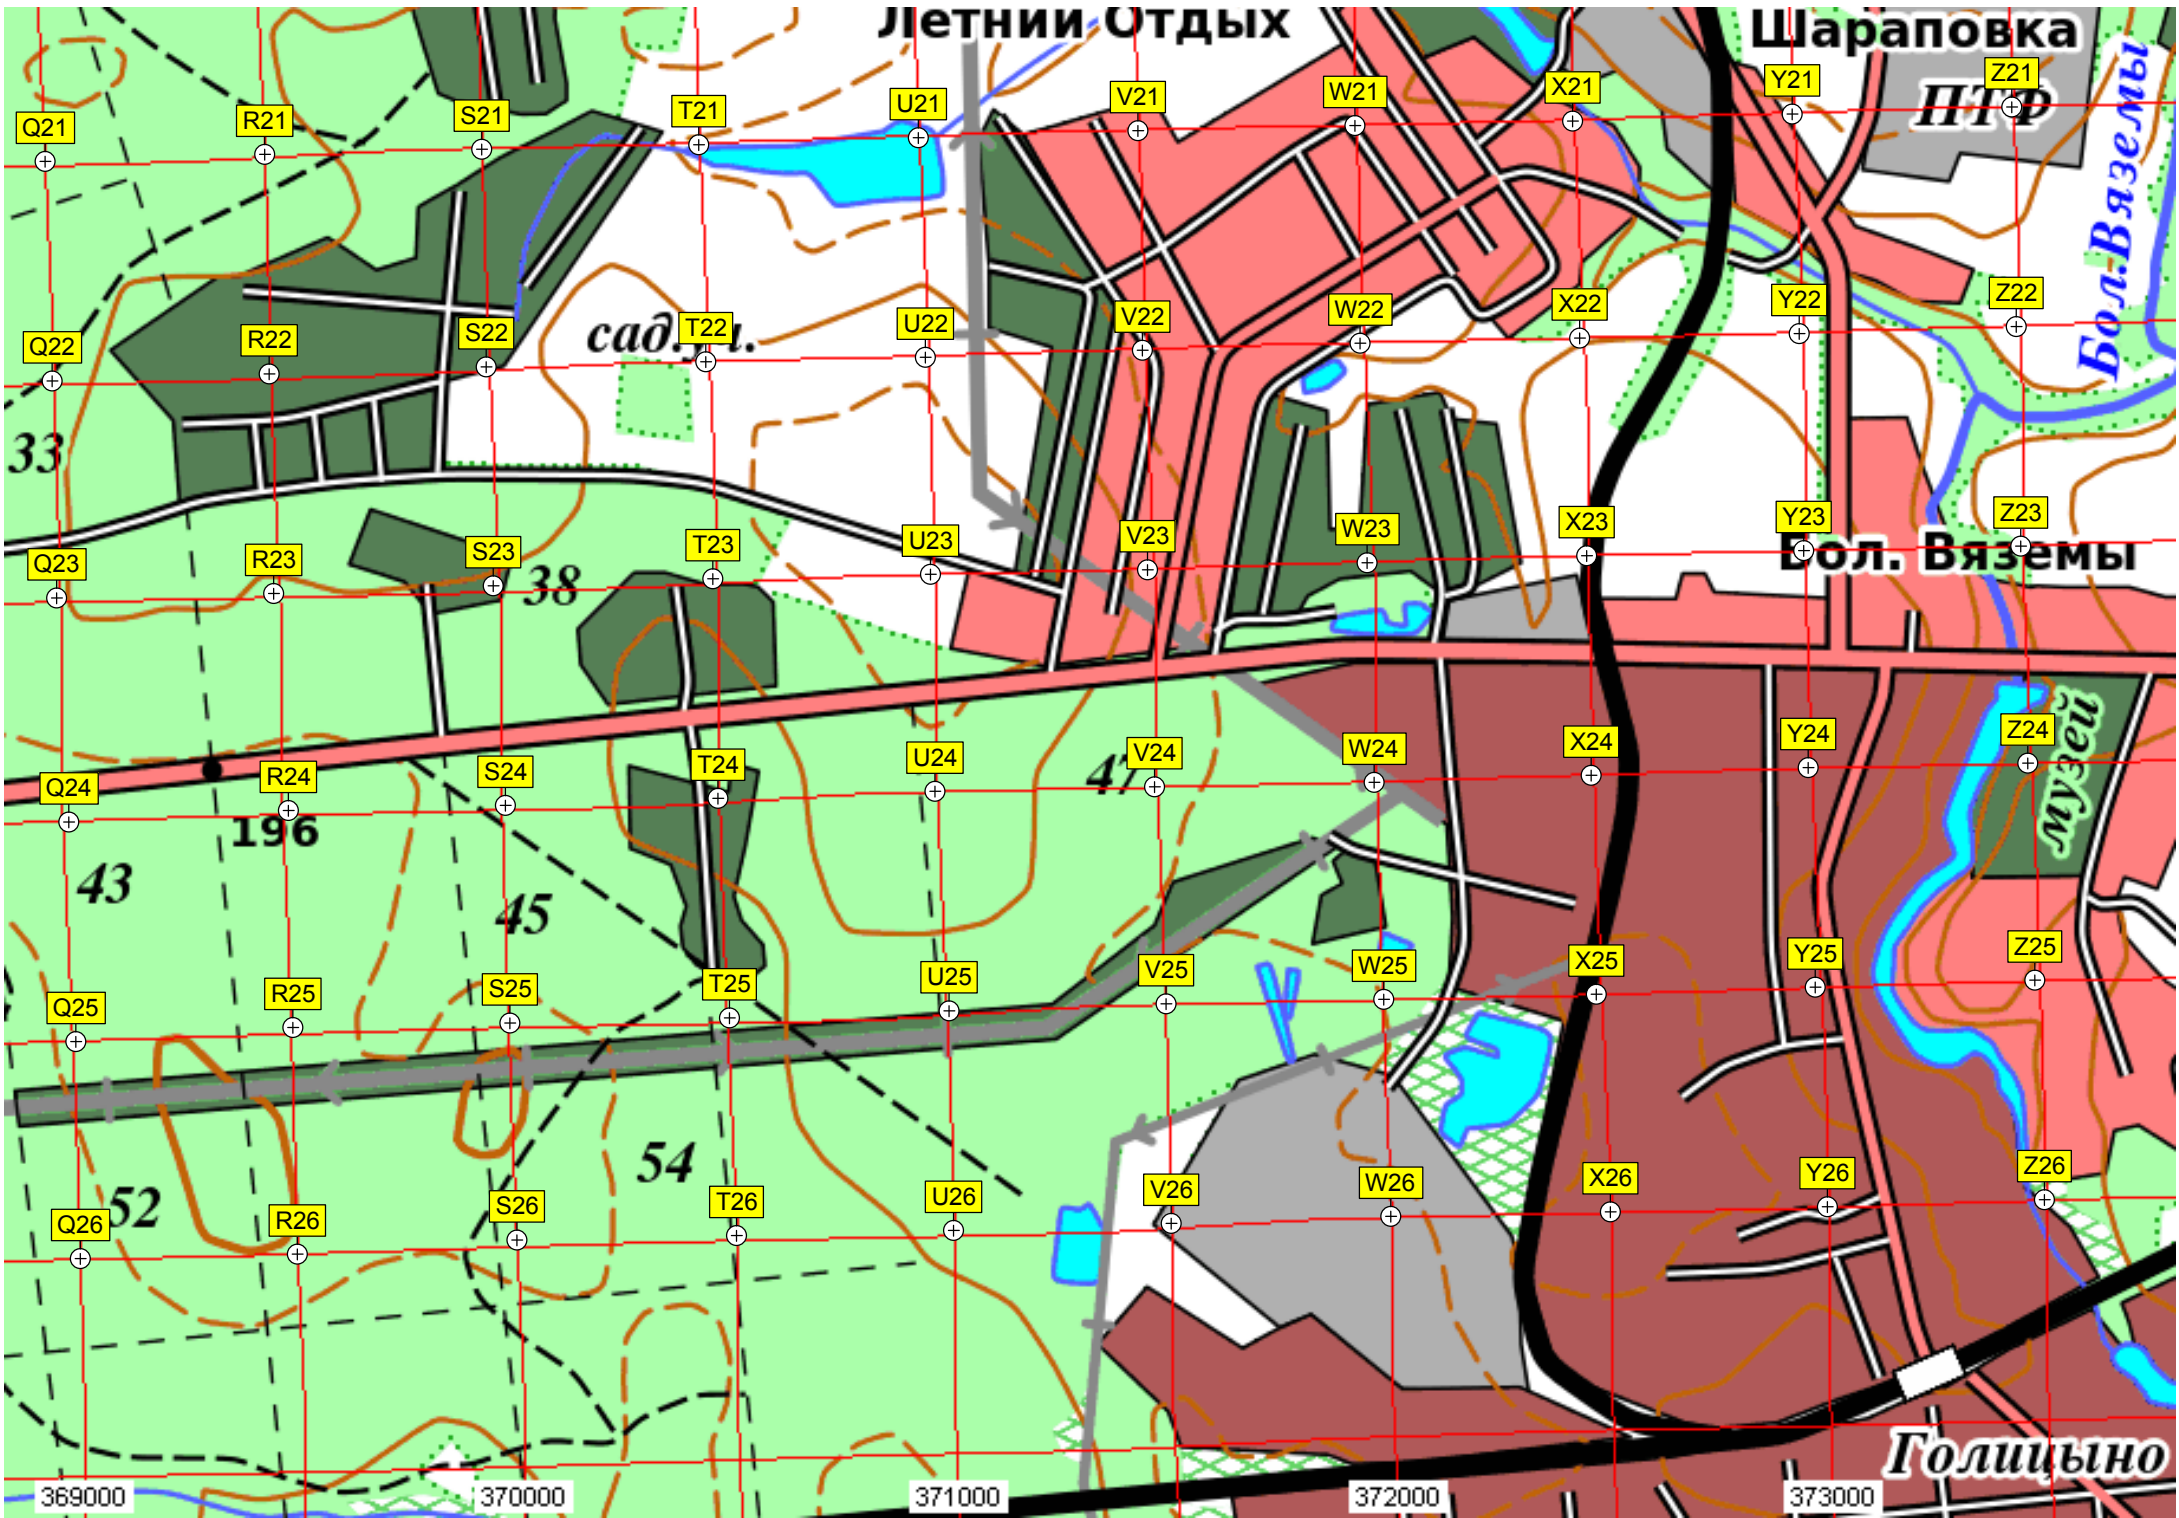 Летний Отдых
Шараповка
ПТФ
Бол.Вяземы
Q21 R21 S21 T21 U21 V21 W21 X21 Y21 Z21
Q22 R22 S22 T22 U22 V22 W22 X22 Y22 Z22
33
Q23 R23 S23 T23 U23 V23 W23 X23 Y23 Z23
38
Бол. Вяземы
Q24 R24 S24 T24 U24 V24 W24 X24 Y24 Z24
47
музей
196
43
45
Q25 R25 S25 T25 U25 V25 W25 X25 Y25 Z25
54
52
Q26 R26 S26 T26 U26 V26 W26 X26 Y26 Z26
Голицыно
369000 370000 371000 372000 373000